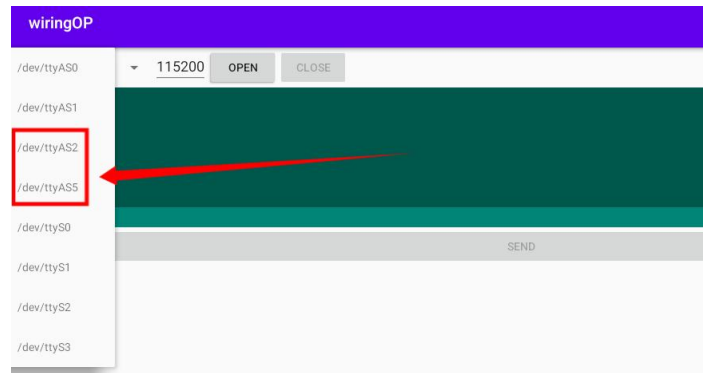 wiringOP
/dev/ttyAS0
115200
OPEN
CLOSE
/dev/ttyAS1
/dev/ttyAS2
/dev/ttyAS5
/dev/ttyS0
SEND
/dev/ttyS1
/dev/ttyS2
/dev/ttyS3